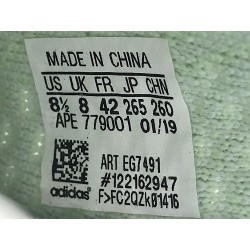 MADE IN CHINA
US UK FR JP CHN
8½ 8 42 265 260
APE 779001 01/19
ART EG7491
#122162947
adidas F>FC2QZk01416